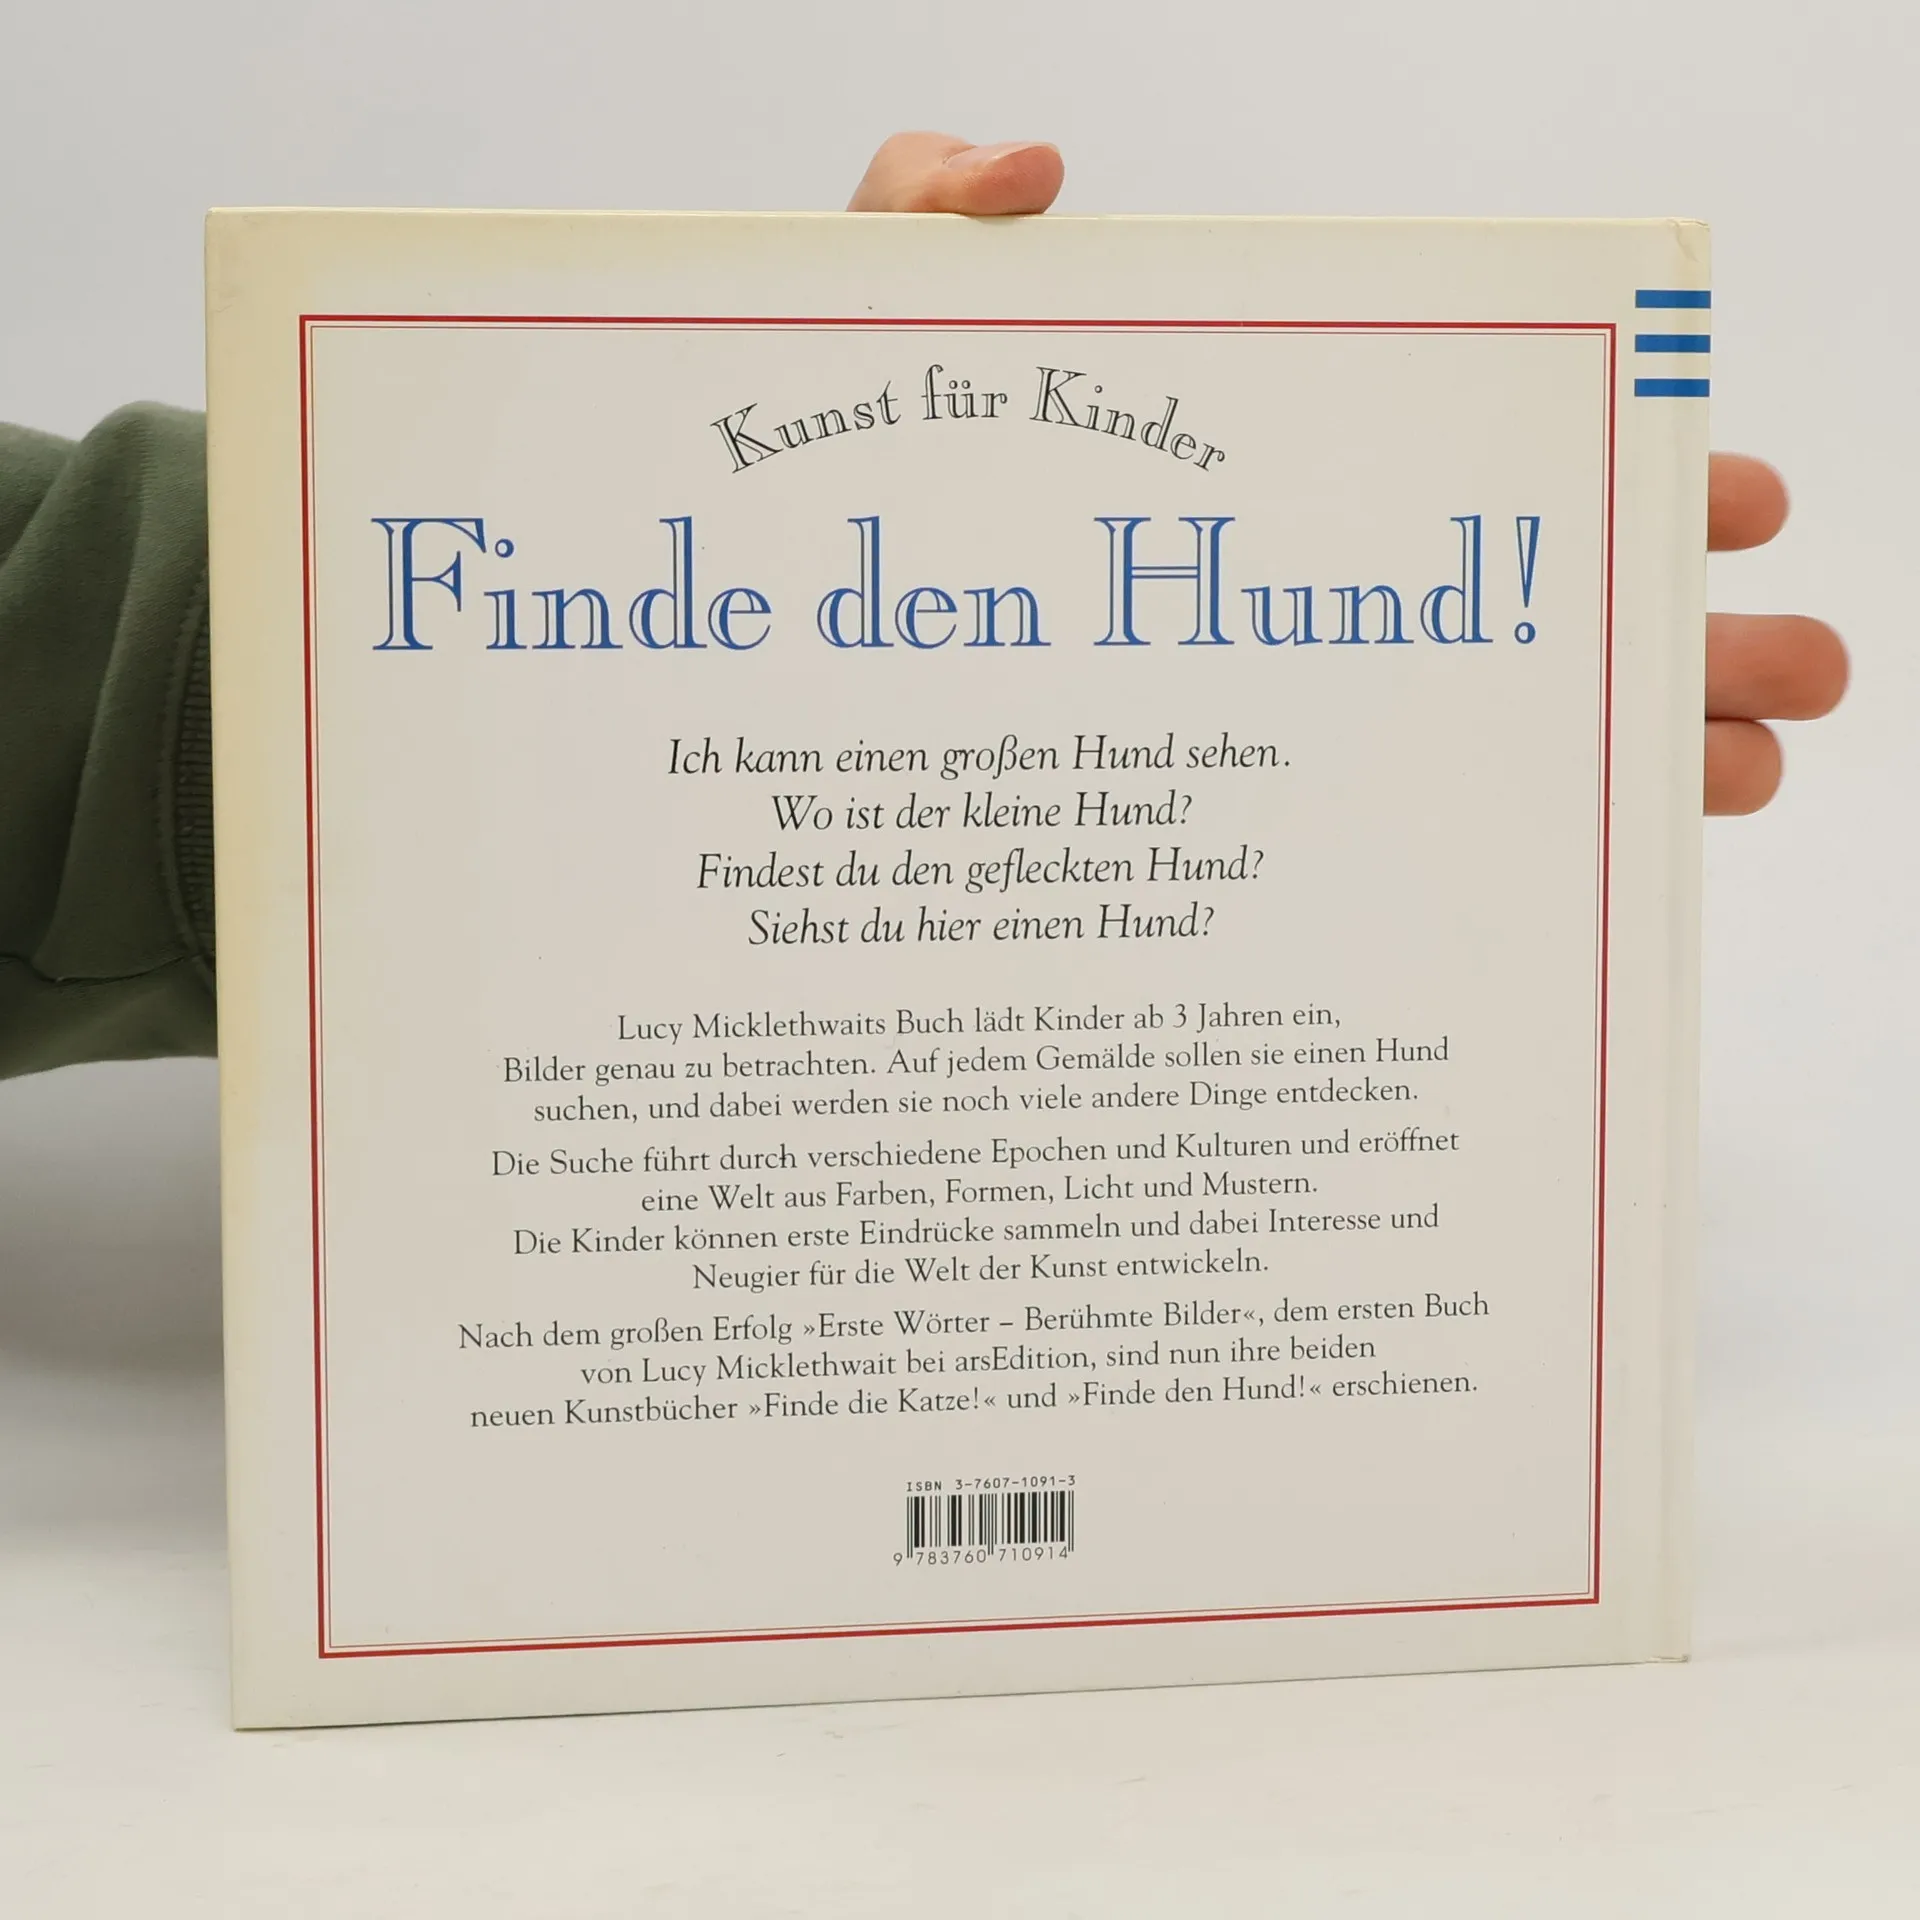 Kunst für Kinder
Finde den Hund!
Ich kann einen großen Hund sehen.
Wo ist der kleine Hund?
Findest du den gefleckten Hund?
Siehst du hier einen Hund?
Lucy Micklethwaits Buch lädt Kinder ab 3 Jahren ein,
Bilder genau zu betrachten. Auf jedem Gemälde sollen sie einen Hund
suchen, und dabei werden sie noch viele andere Dinge entdecken.
Die Suche führt durch verschiedene Epochen und Kulturen und eröffnet
eine Welt aus Farben, Formen, Licht und Mustern.
Die Kinder können erste Eindrücke sammeln und dabei Interesse und
Neugier für die Welt der Kunst entwickeln.
Nach dem großen Erfolg »Erste Wörter – Berühmte Bilder«, dem ersten Buch
von Lucy Micklethwait bei arsEdition, sind nun ihre beiden
neuen Kunstbücher »Finde die Katze!« und »Finde den Hund!« erschienen.
ISBN 3-7607-1091-3
9 783760 710914